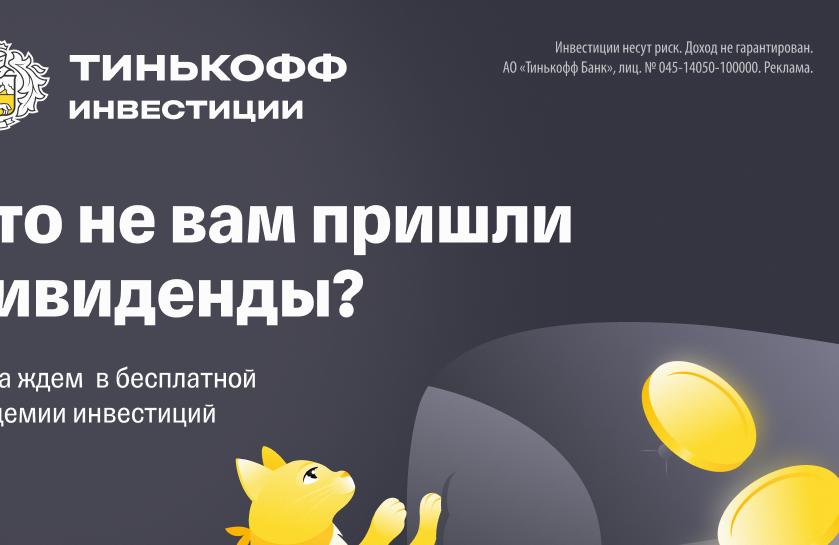 ТИНЬКОФФ
ИНВЕСТИЦИИ
Инвестиции несут риск. Доход не гарантирован.
АО «Тинькофф Банк», лиц. № 045-14050-100000. Реклама.
то не вам пришли
ивиденды?
а ждем в бесплатной
демии инвестиций